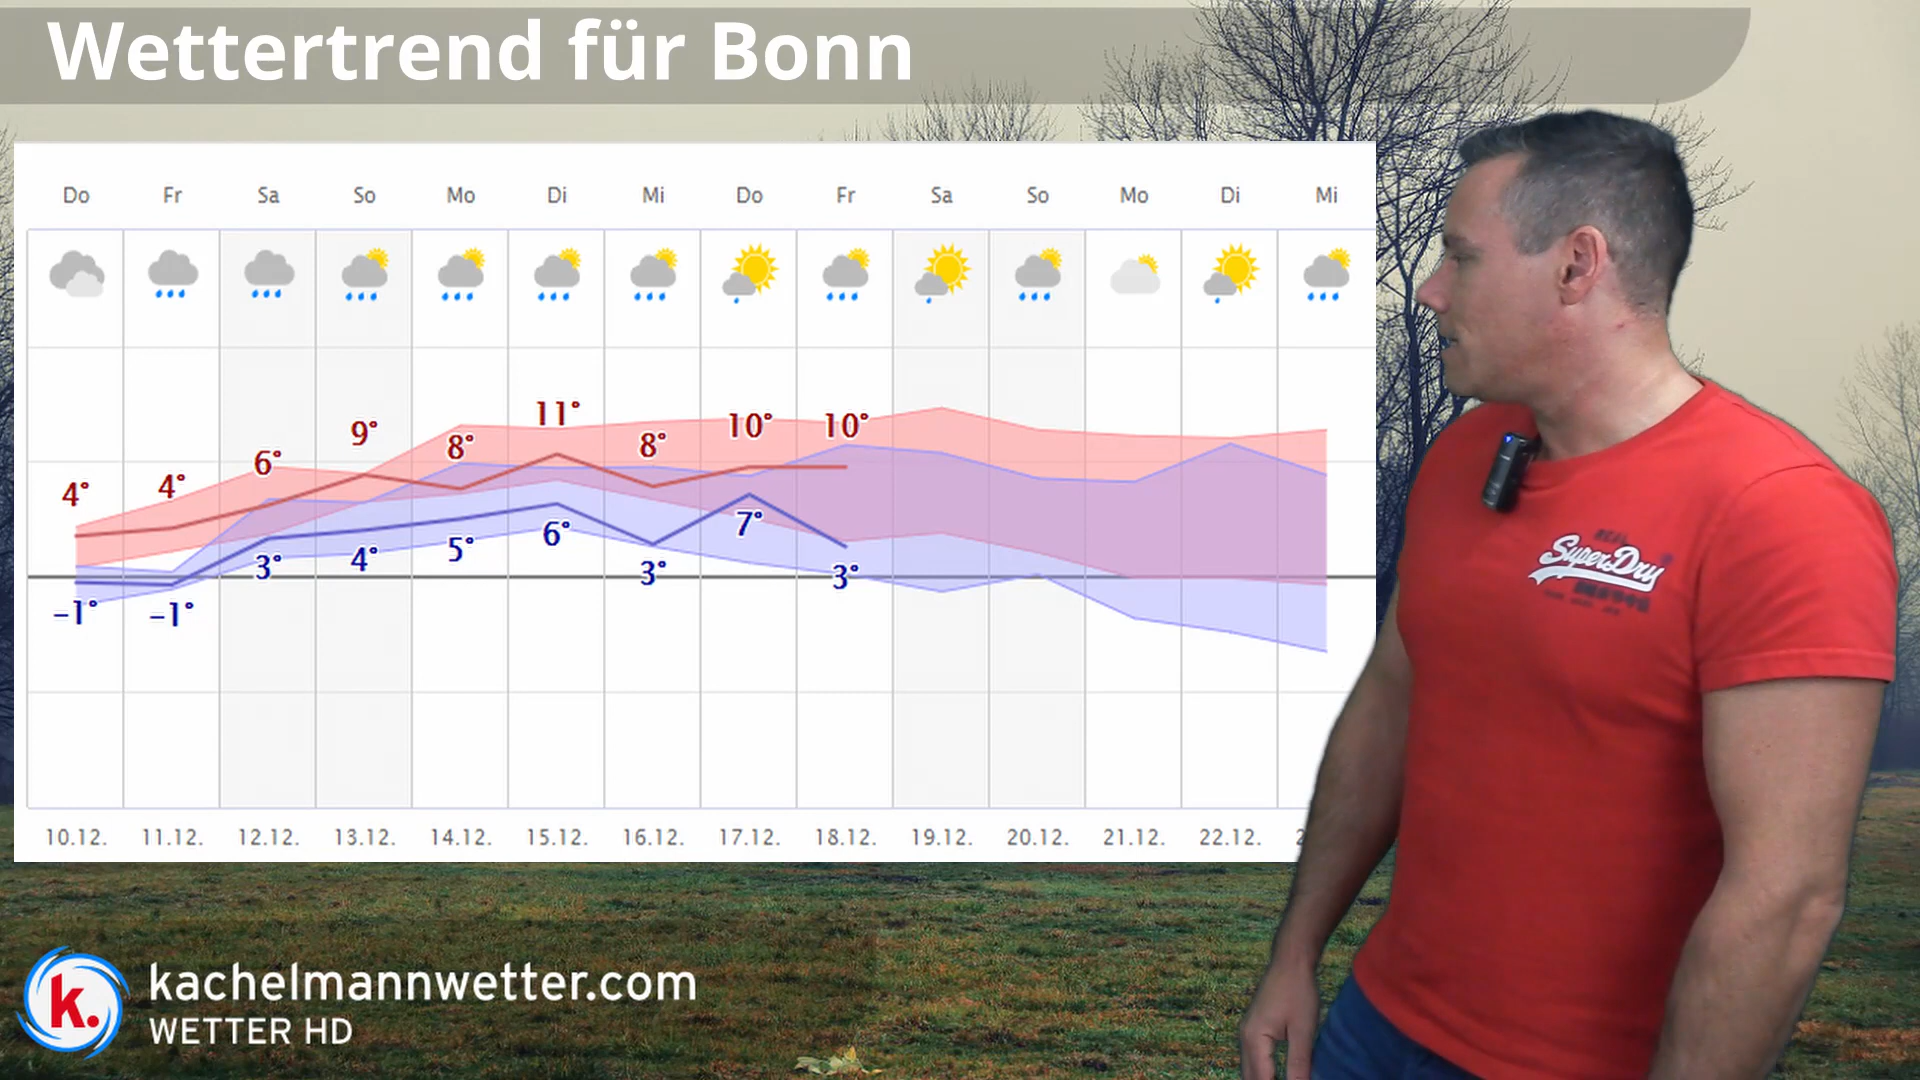 Wettertrend für Bonn
Do Fr Sa So Mo Di Mi Do Fr Sa So Mo Di Mi
4° 4° 6° 9° 8° 11° 8° 10° 10°
−1° −1° 3° 4° 5° 6° 3° 7° 3°
10.12. 11.12. 12.12. 13.12. 14.12. 15.12. 16.12. 17.12. 18.12. 19.12. 20.12. 21.12. 22.12.
SuperDry
k.
kachelmannwetter.com
WETTER HD